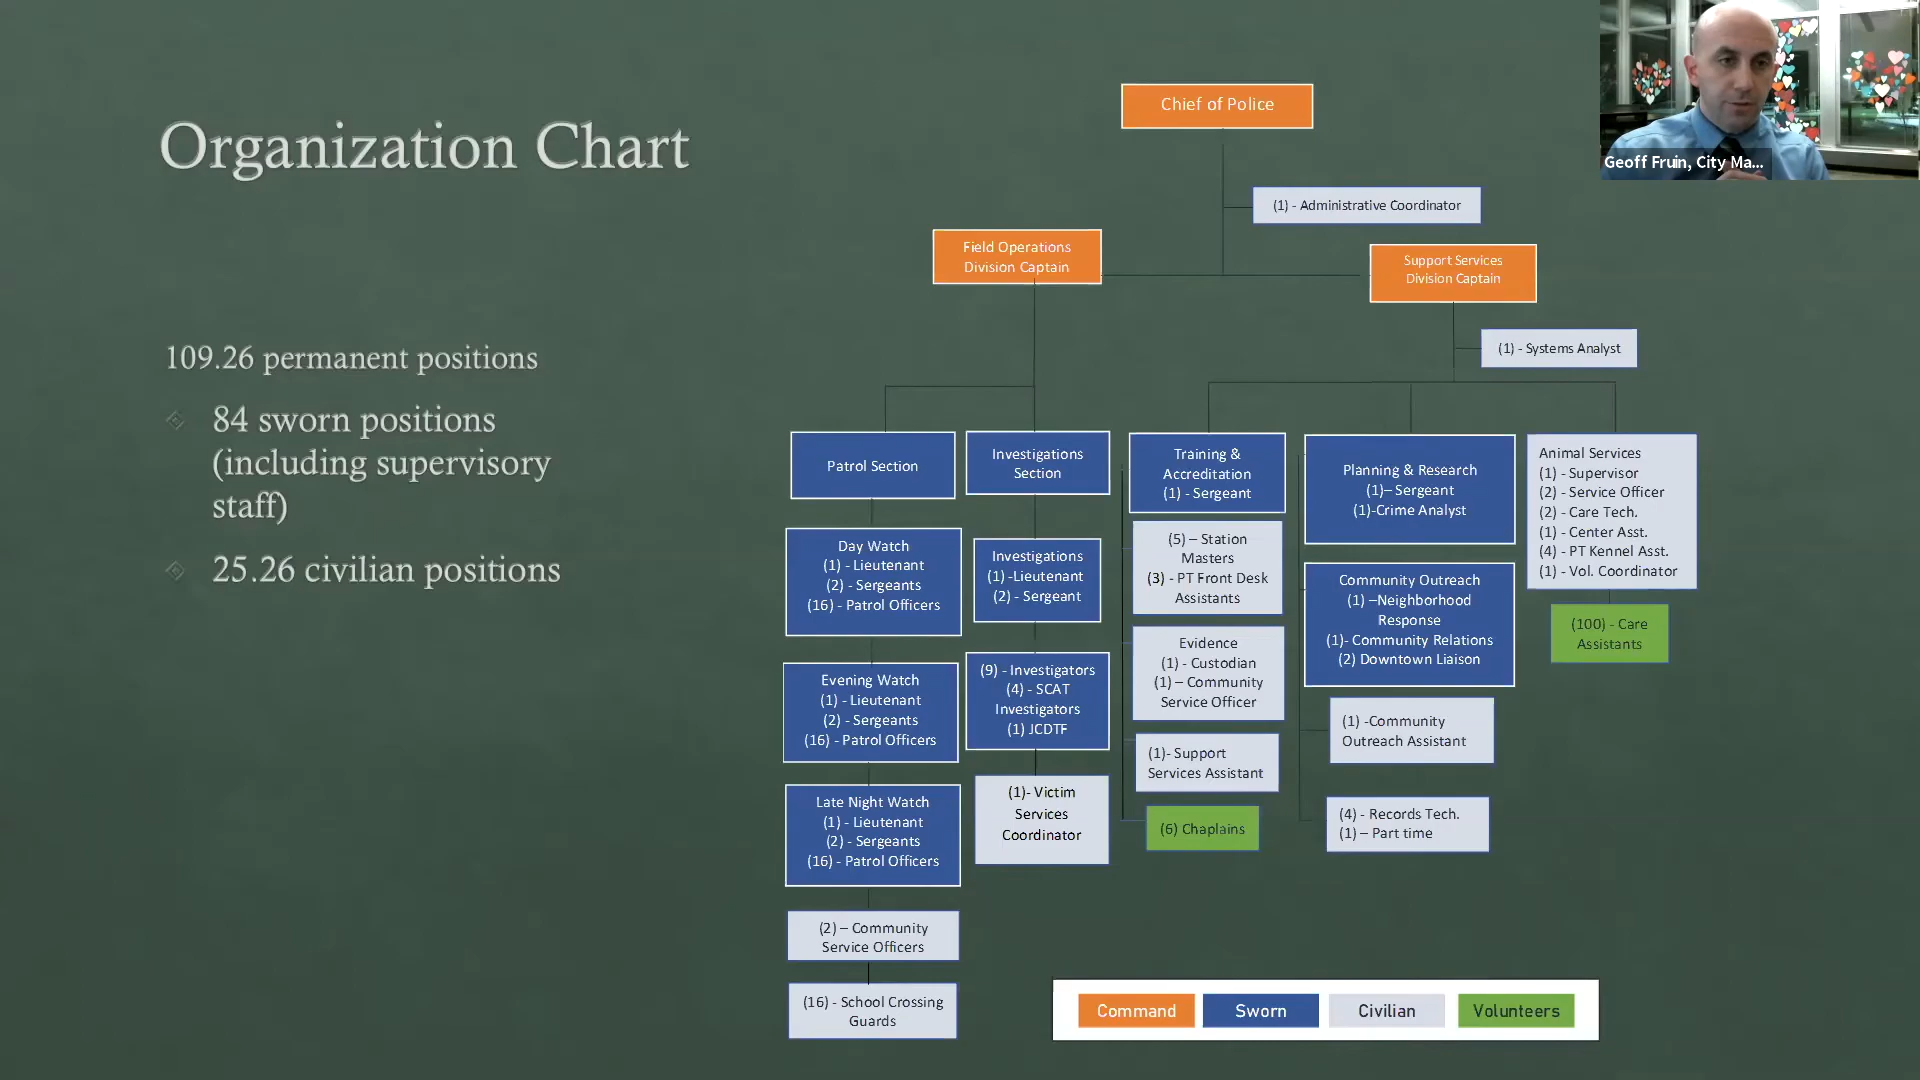 Organization Chart
109.26 permanent positions
84 sworn positions
(including supervisory
staff)
25.26 civilian positions
Chief of Police
(1) - Administrative Coordinator
Field Operations
Division Captain
Support Services
Division Captain
(1) - Systems Analyst
Patrol Section
Day Watch
(1) - Lieutenant
(2) - Sergeants
(16) - Patrol Officers
Evening Watch
(1) - Lieutenant
(2) - Sergeants
(16) - Patrol Officers
Late Night Watch
(1) - Lieutenant
(2) - Sergeants
(16) - Patrol Officers
(2) – Community
Service Officers
(16) - School Crossing
Guards
Investigations
Section
Investigations
(1) -Lieutenant
(2) - Sergeant
(9) - Investigators
(4) - SCAT
Investigators
(1) JCDTF
(1)- Victim
Services
Coordinator
Training &
Accreditation
(1) - Sergeant
(5) – Station
Masters
(3) - PT Front Desk
Assistants
Evidence
(1) - Custodian
(1) – Community
Service Officer
(1)- Support
Services Assistant
(6) Chaplains
Planning & Research
(1)– Sergeant
(1)-Crime Analyst
Community Outreach
(1) –Neighborhood
Response
(1)- Community Relations
(2) Downtown Liaison
(1) -Community
Outreach Assistant
(4) - Records Tech.
(1) – Part time
Animal Services
(1) - Supervisor
(2) - Service Officer
(2) - Care Tech.
(1) - Center Asst.
(4) - PT Kennel Asst.
(1) - Vol. Coordinator
(100) - Care
Assistants
Command
Sworn
Civilian
Volunteers
Geoff Fruin, City Ma...